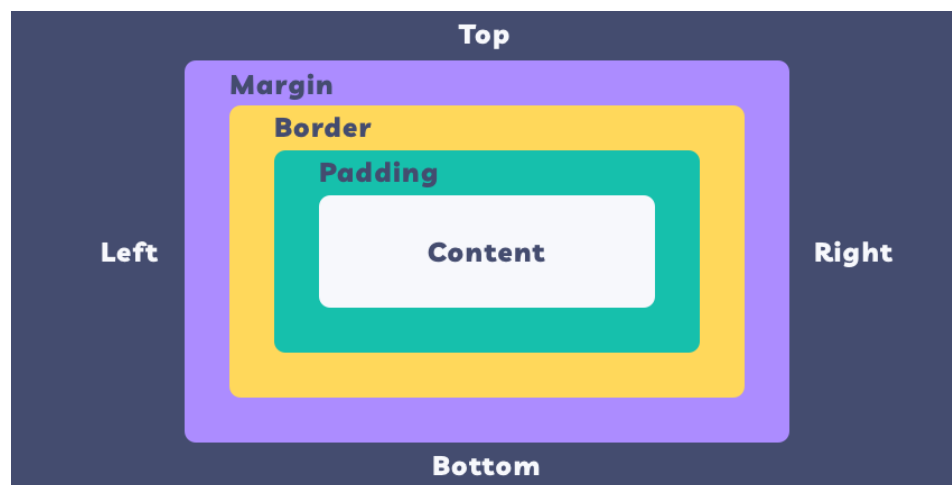 Top
Margin
Border
Padding
Left
Content
Right
Bottom